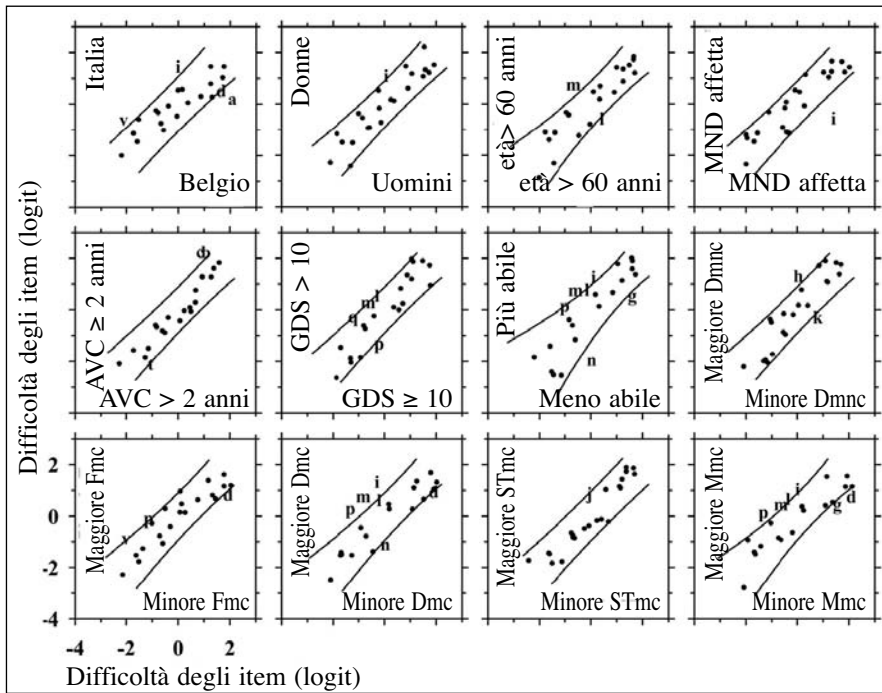 Difficoltà degli item (logit)
Italia
v
i
d
a
Belgio
Donne
i
Uomini
età> 60 anni
m
l
età > 60 anni
MND affetta
i
MND affetta
AVC ≥ 2 anni
t
AVC > 2 anni
GDS > 10
q
m
l
p
GDS ≥ 10
Più abile
p
m
l
i
g
n
Meno abile
Maggiore Dmnc
h
k
Minore Dmnc
2
0
-2
-4
Maggiore Fmc
v
d
Minore Fmc
Maggiore Dmc
p
m
i
l
n
d
Minore Dmc
Maggiore STmc
j
Minore STmc
Maggiore Mmc
p
m
l
i
g
d
Minore Mmc
-4
-2
0
2
Difficoltà degli item (logit)